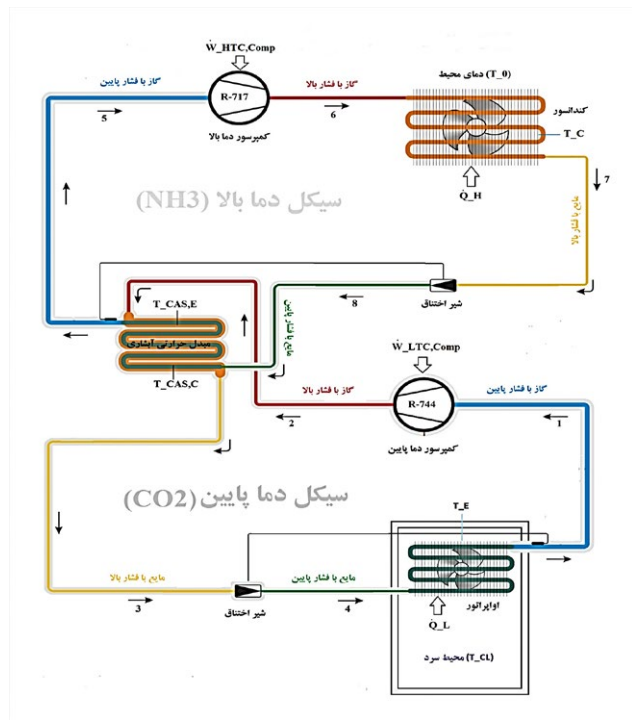 Ẇ_HTC,Comp
گاز با فشار پایین
R-717
گاز با فشار بالا
دمای محیط (T_0)
5
6
کمپرسور دما بالا
کندانسور
T_C
Q̇_H
7
مایع با فشار بالا
سیکل دما بالا (NH3)
شیر اختناق
8
مایع با فشار پایین
T_CAS,E
مبدل حرارتی آبشاری
T_CAS,C
Ẇ_LTC,Comp
گاز با فشار بالا
R-744
گاز با فشار پایین
2
1
کمپرسور دما پایین
سیکل دما پایین (CO2)
T_E
مایع با فشار بالا
مایع با فشار پایین
3
4
شیر اختناق
اواپراتور
Q̇_L
محیط سرد (T_CL)